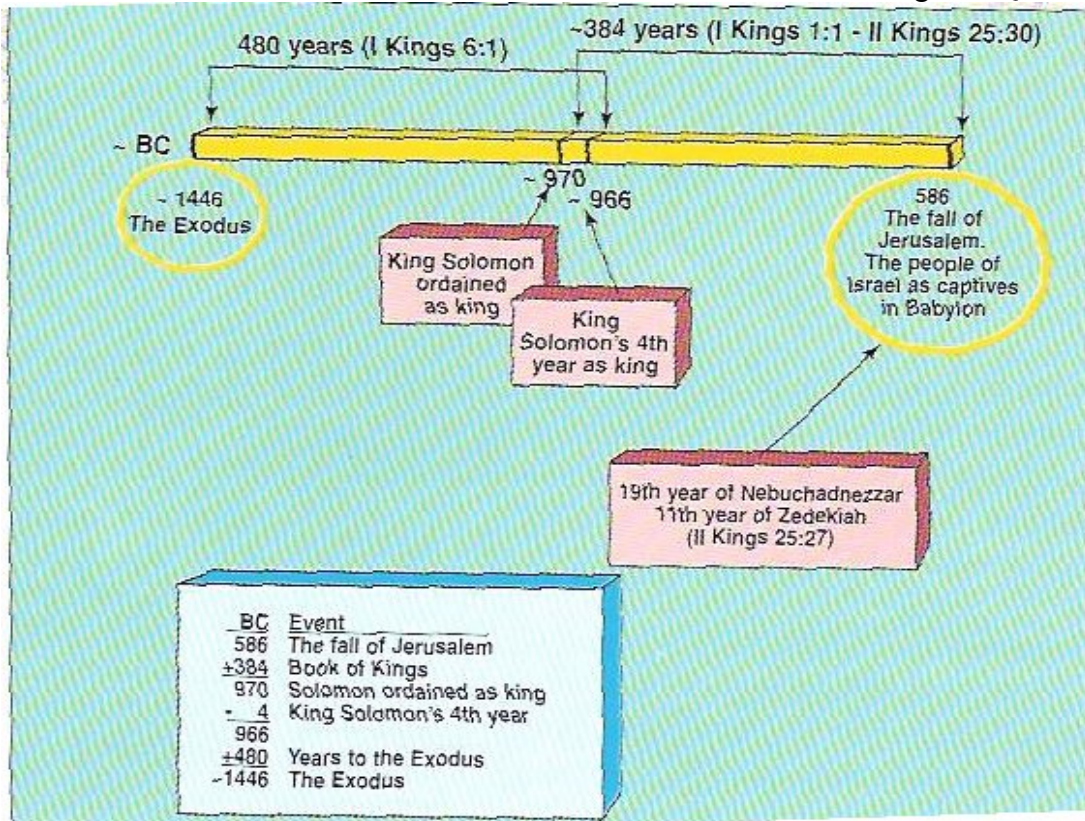 480 years (I Kings 6:1)
~384 years (I Kings 1:1 - II Kings 25:30)
~ BC
~ 1446
The Exodus
~ 970
~ 966
586
The fall of
Jerusalem.
The people of
Israel as captives
in Babylon
King Solomon
ordained
as king
King
Solomon's 4th
year as king
19th year of Nebuchadnezzar
11th year of Zedekiah
(II Kings 25:27)
BC Event
586 The fall of Jerusalem
±384 Book of Kings
970 Solomon ordained as king
- 4 King Solomon's 4th year
966
±480 Years to the Exodus
~1446 The Exodus